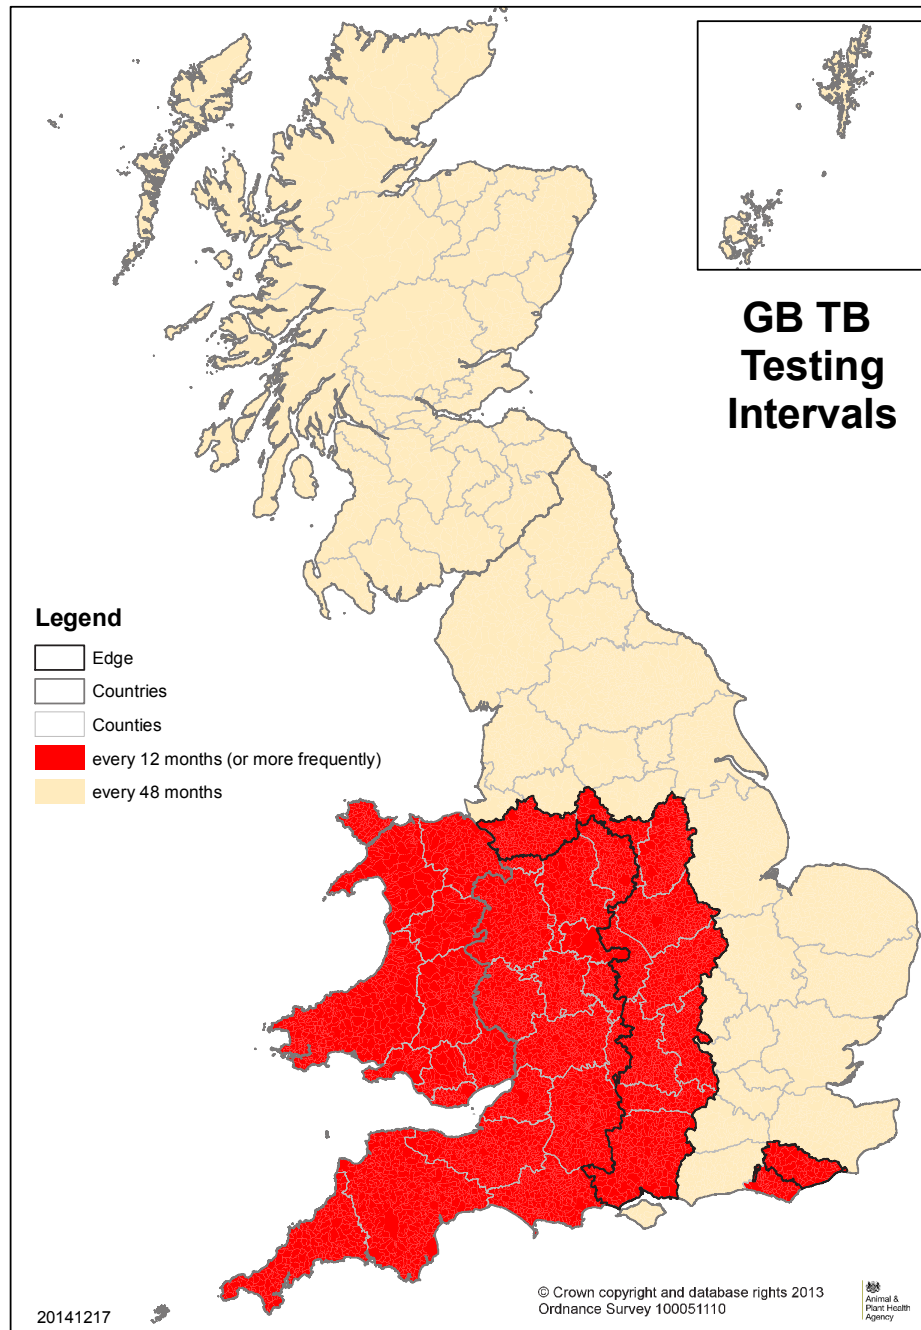 GB TB
Testing
Intervals
Legend
Edge
Countries
Counties
every 12 months (or more frequently)
every 48 months
20141217
© Crown copyright and database rights 2013
Ordnance Survey 100051110
Animal &
Plant Health
Agency